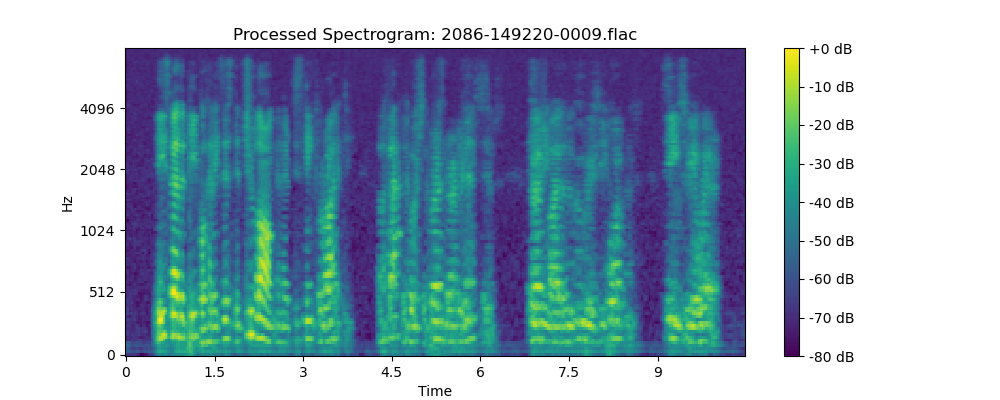 Processed Spectrogram: 2086-149220-0009.flac
+0 dB
-10 dB
-20 dB
-30 dB
-40 dB
-50 dB
-60 dB
-70 dB
-80 dB
4096
2048
1024
512
0
Hz
0
1.5
3
4.5
6
7.5
9
Time